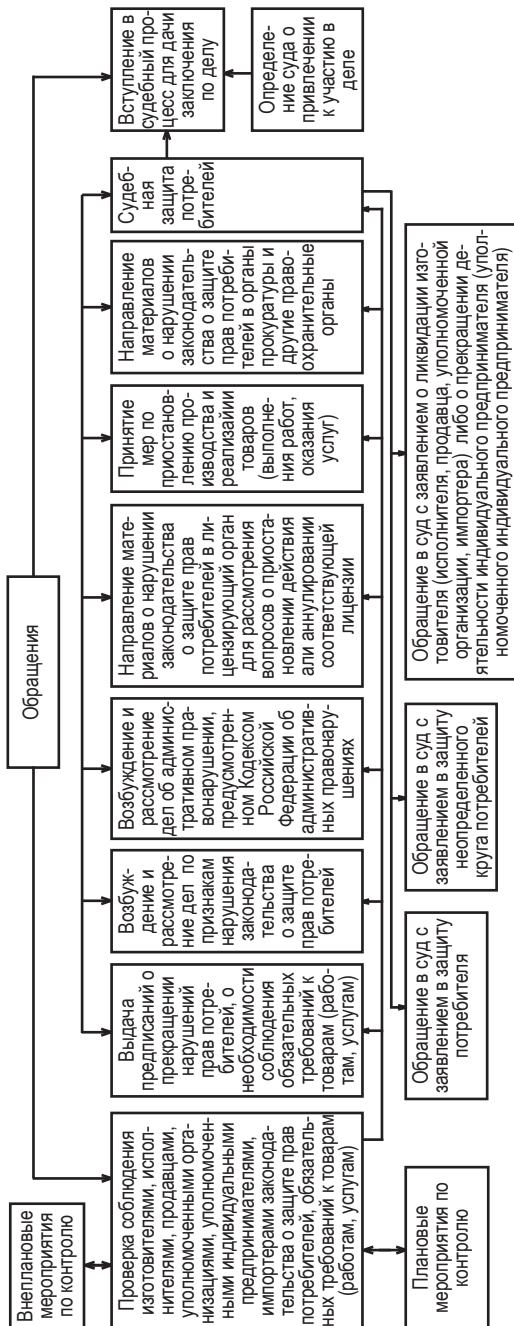 Обращения
Внеплановые
мероприятия
по контролю
Проверка соблюдения
изготовителями, испол-
нителями, продавцами,
уполномоченными орга-
низациями, уполномочен-
ными индивидуальными
предпринимателями,
импортерами законода-
тельства о защите прав
потребителей, обязатель-
ных требований к товарам
(работам, услугам)
Плановые
мероприятия по
контролю
Выдача
предписаний о
прекращении
нарушений
прав потре-
бителей, о
необходимости
соблюдения
обязательных
требований к
товарам (рабо-
там, услугам)
Возбуж-
дение и
рассмотре-
ние дел по
признакам
нарушения
законода-
тельства
о защите
прав потре-
бителей
Возбуждение и
рассмотрение
дел об админис-
тративном пра-
вонарушении,
предусмотрен-
ном Кодексом
Российской
Федерации об
административ-
ных правонару-
шениях
Направление мате-
риалов о нарушении
законодательства
о защите прав
потребителей в ли-
цензирующий орган
для рассмотрения
вопросов о приоста-
новлении действия
али аннулировании
соответствующей
лицензии
Принятие
мер по
приостанов-
лению про-
изводства и
реализайии
товаров
(выполне-
ния работ,
оказания
услуг)
Направление
материалов
о нарушении
законодатель-
ства о защите
прав потреби-
телей в органы
прокуратуры и
другие право-
охранительные
органы
Судеб-
ная
защита
потре-
бителей
Вступление в
судебный про-
цесс для дачи
заключения
по делу
Определе-
ние суда о
привлечении
к участию в
деле
Обращение в суд с
заявлением в защиту
потребителя
Обращение в суд с
заявлением в защиту
неопределенного
круга потребителей
Обращение в суд с заявлением о ликвидации изго-
товителя (исполнителя, продавца, уполномоченной
организации, импортера) либо о прекращении де-
ятельности индивидуального предпринимателя (упол-
номоченного индивидуального предпринимателя)